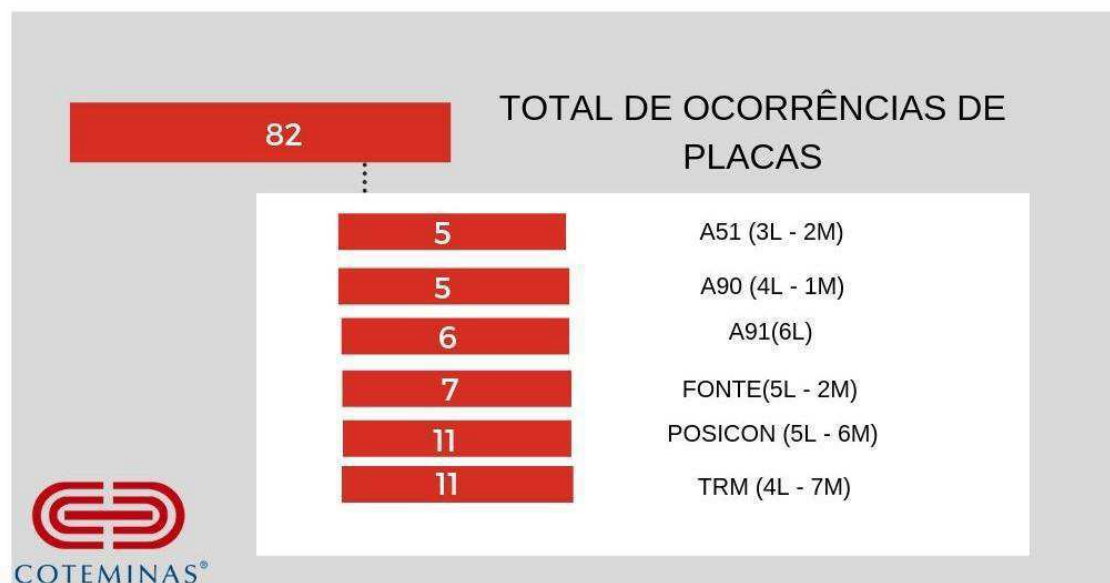 82
TOTAL DE OCORRÊNCIAS DE
PLACAS
5
A51 (3L - 2M)
5
A90 (4L - 1M)
6
A91(6L)
7
FONTE(5L - 2M)
11
POSICON (5L - 6M)
11
TRM (4L - 7M)
COTEMINAS®